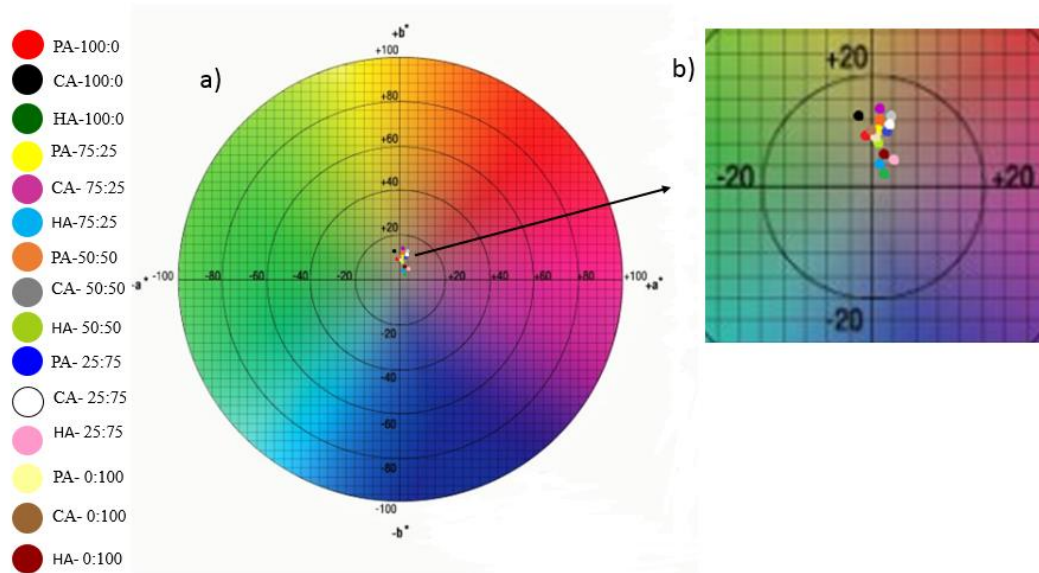 PA-100:0
CA-100:0
HA-100:0
PA-75:25
CA- 75:25
HA-75:25
PA-50:50
CA- 50:50
HA- 50:50
PA- 25:75
CA- 25:75
HA- 25:75
PA- 0:100
CA- 0:100
HA- 0:100
a)
+b*
+100
+80
+60
+40
+20
-a*
-100
-80
-60
-40
-20
+20
+40
+60
+80
+100
+a*
-20
-40
-60
-80
-100
-b*
b)
+20
-20
+20
-20